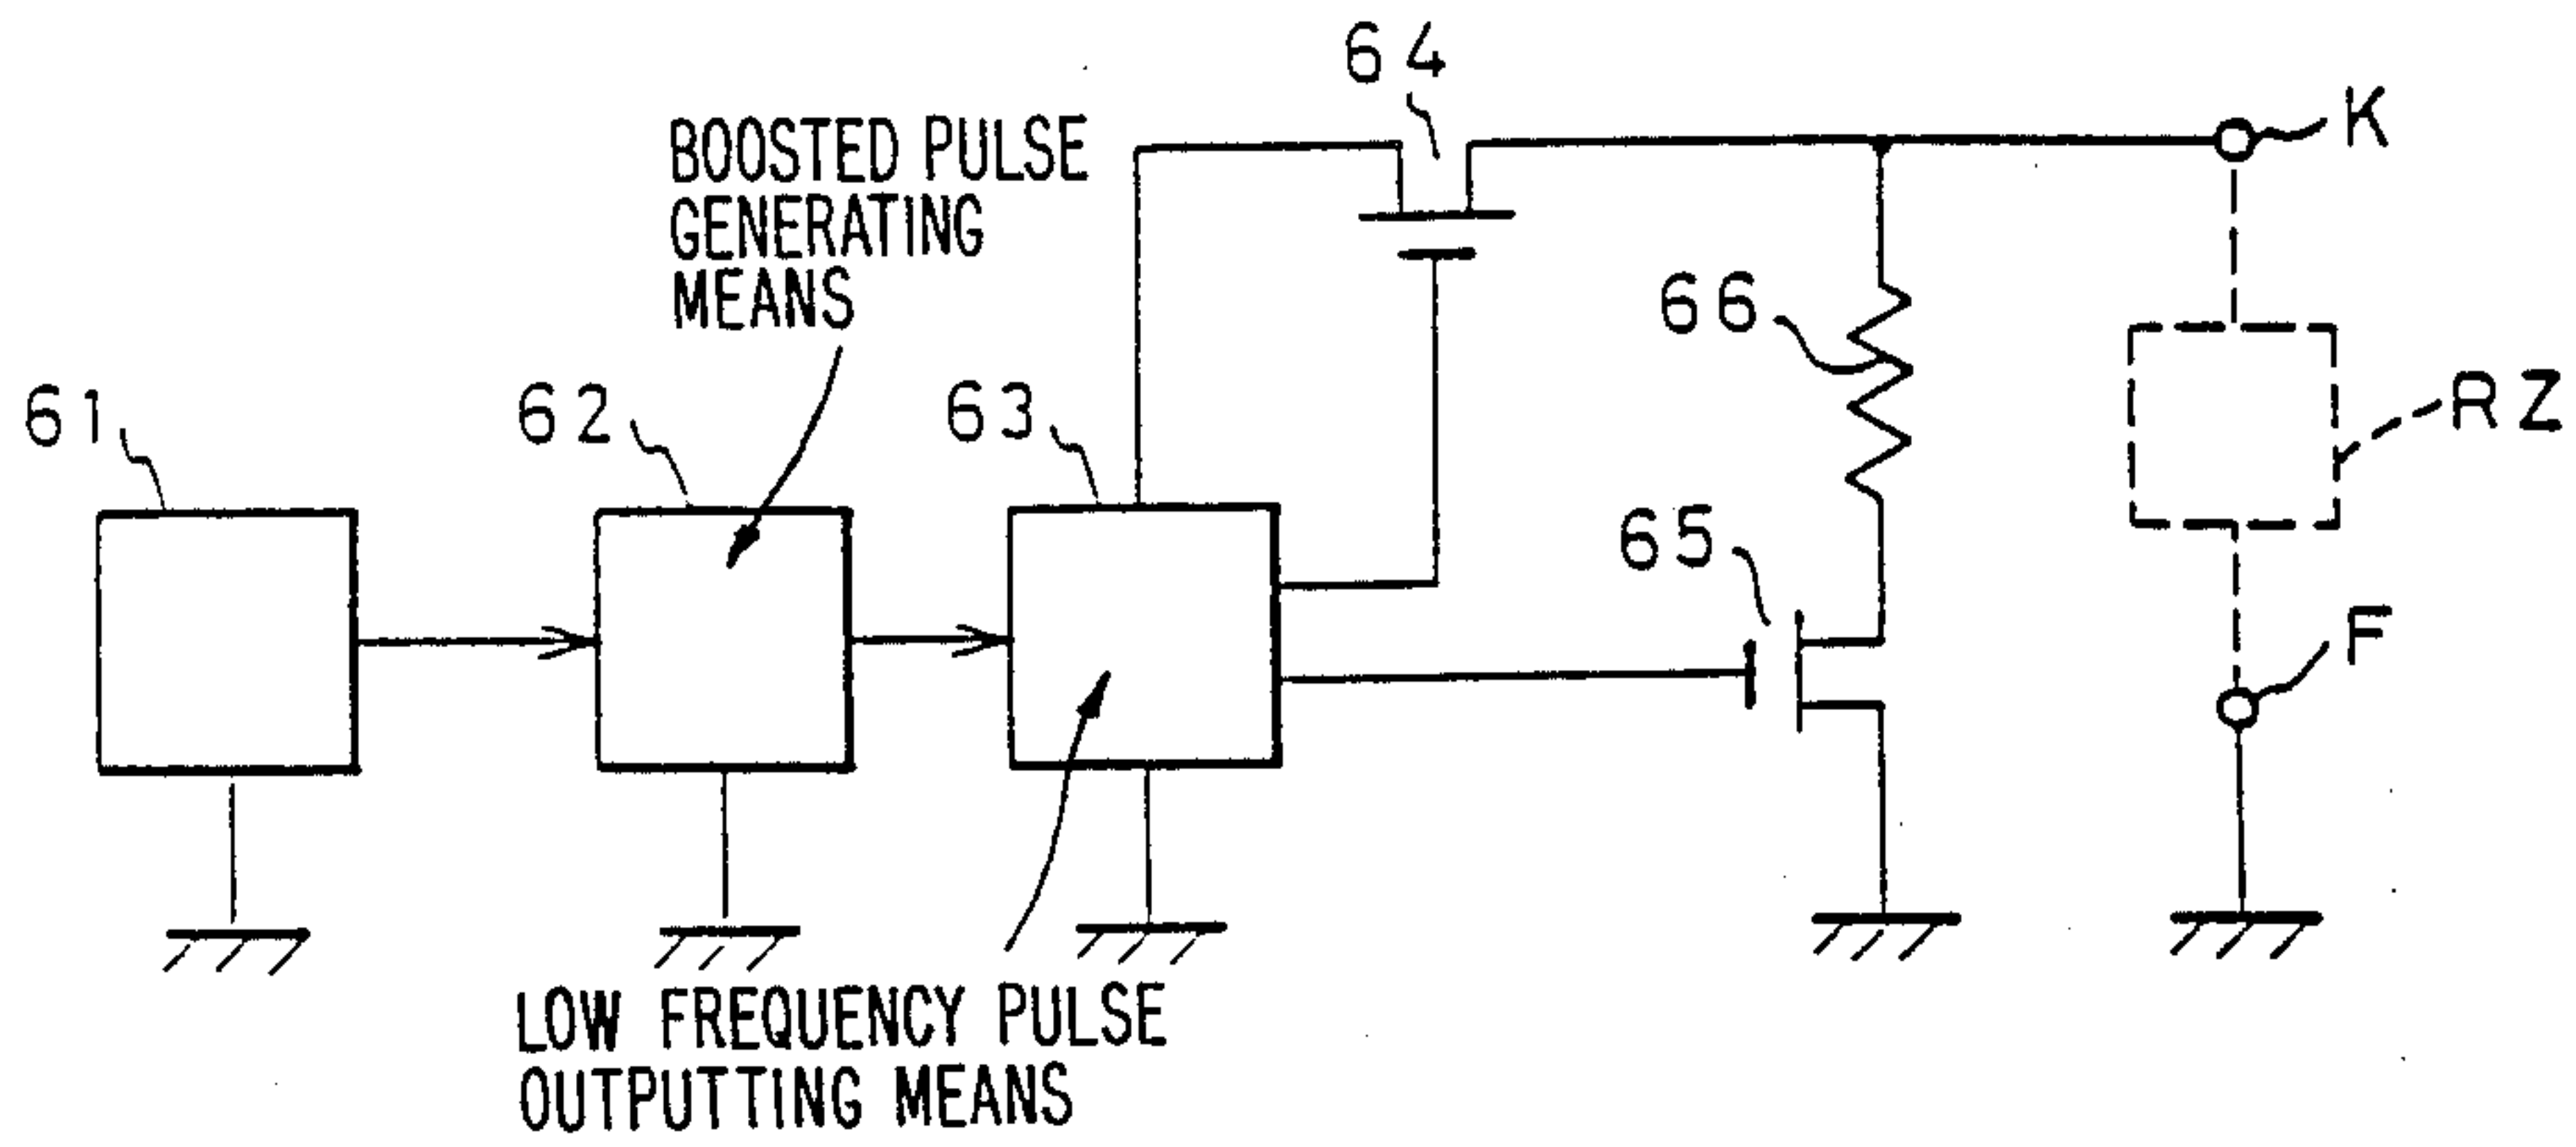 64
K
BOOSTED PULSE
GENERATING
MEANS
66
61
62
63
RZ
65
F
LOW FREQUENCY PULSE
OUTPUTTING MEANS